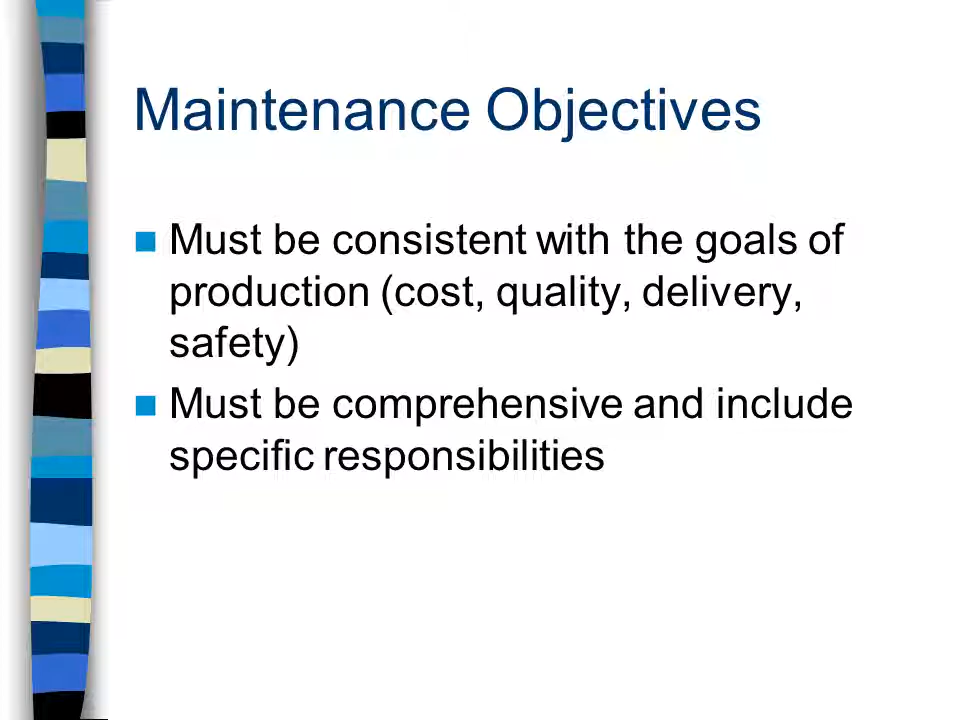 Maintenance Objectives
Must be consistent with the goals of
production (cost, quality, delivery,
safety)
Must be comprehensive and include
specific responsibilities